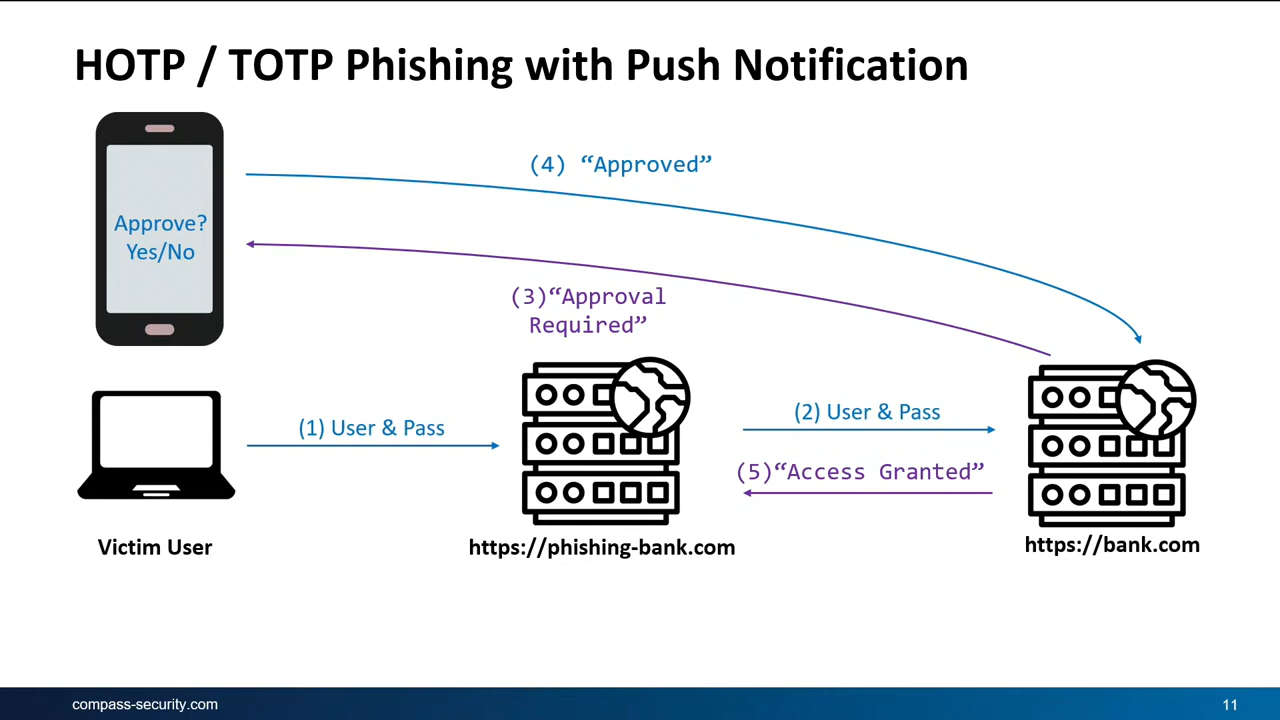 HOTP / TOTP Phishing with Push Notification
(4) “Approved”
Approve?
Yes/No
(3)“Approval
Required”
(1) User & Pass
(2) User & Pass
(5)“Access Granted”
Victim User
https://phishing-bank.com
https://bank.com
compass-security.com
11